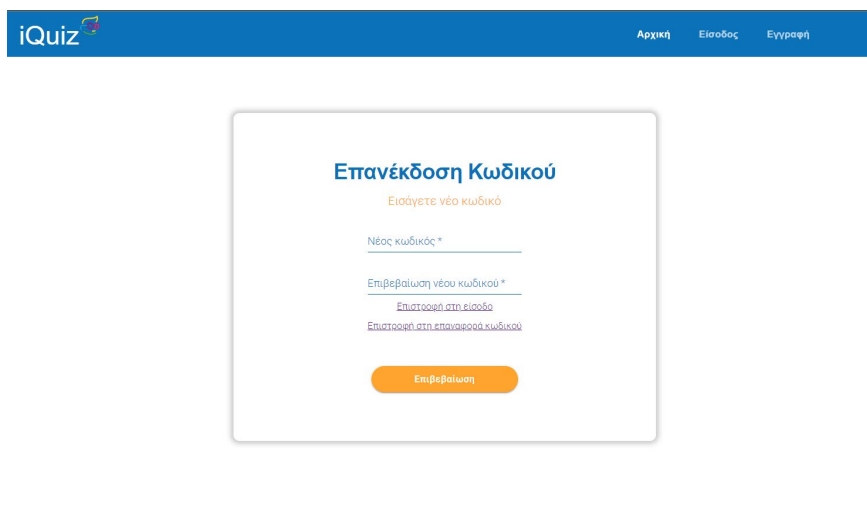 iQuiz
Αρχική Είσοδος Εγγραφή
Επανέκδοση Κωδικού
Εισάγετε νέο κωδικό
Νέος κωδικός *
Επιβεβαίωση νέου κωδικού *
Επιστροφή στη είσοδο
Επιστροφή στη επαναφορά κωδικού
Επιβεβαίωση